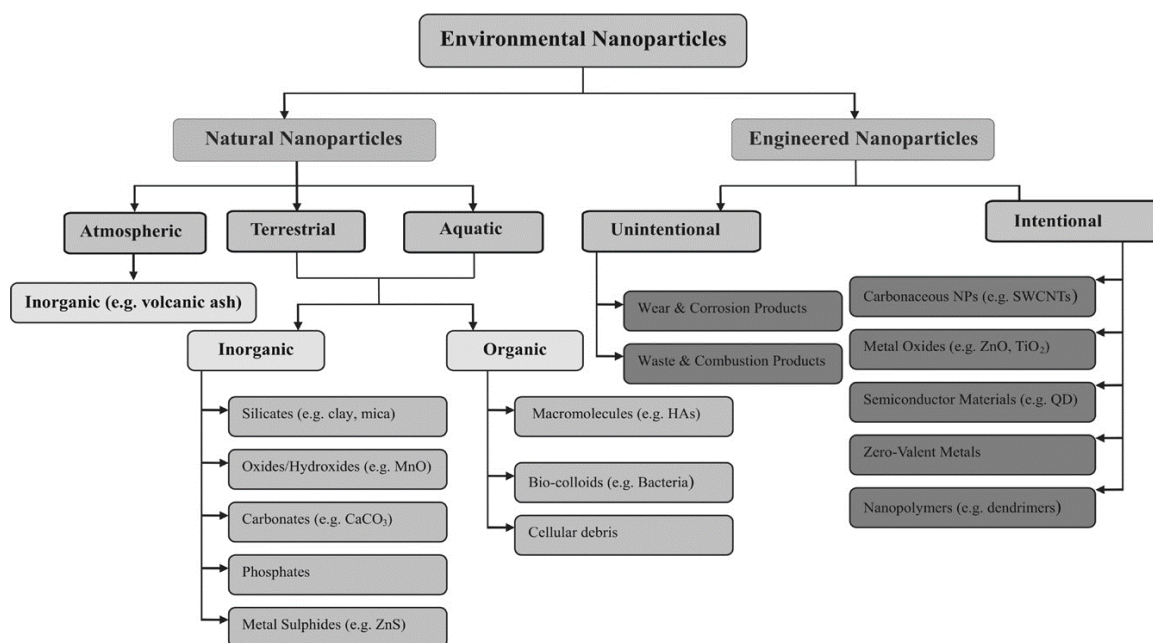 Environmental Nanoparticles
Natural Nanoparticles
Engineered Nanoparticles
Atmospheric
Terrestrial
Aquatic
Unintentional
Intentional
Inorganic (e.g. volcanic ash)
Inorganic
Organic
Silicates (e.g. clay, mica)
Oxides/Hydroxides (e.g. MnO)
Carbonates (e.g. CaCO₃)
Phosphates
Metal Sulphides (e.g. ZnS)
Macromolecules (e.g. HAs)
Bio-colloids (e.g. Bacteria)
Cellular debris
Wear & Corrosion Products
Waste & Combustion Products
Carbonaceous NPs (e.g. SWCNTs)
Metal Oxides (e.g. ZnO, TiO₂)
Semiconductor Materials (e.g. QD)
Zero-Valent Metals
Nanopolymers (e.g. dendrimers)